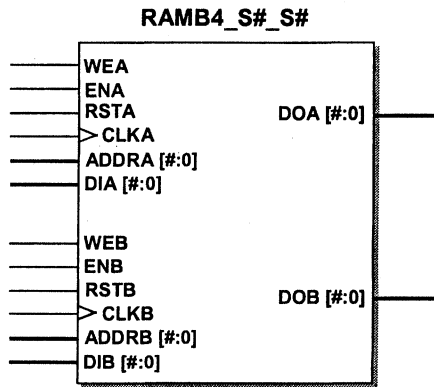 RAMB4_S#_S#
WEA
ENA
RSTA
CLKA
ADDRA [#:0]
DIA [#:0]
DOA [#:0]
WEB
ENB
RSTB
CLKB
ADDRB [#:0]
DIB [#:0]
DOB [#:0]